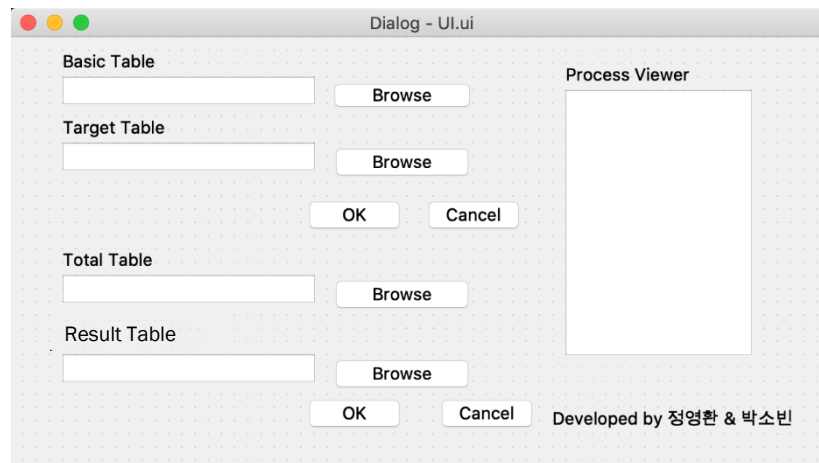 Dialog - UI.ui
Basic Table
Browse
Target Table
Browse
OK Cancel
Total Table
Browse
Result Table
Browse
OK Cancel
Process Viewer
Developed by 정영환 & 박소빈